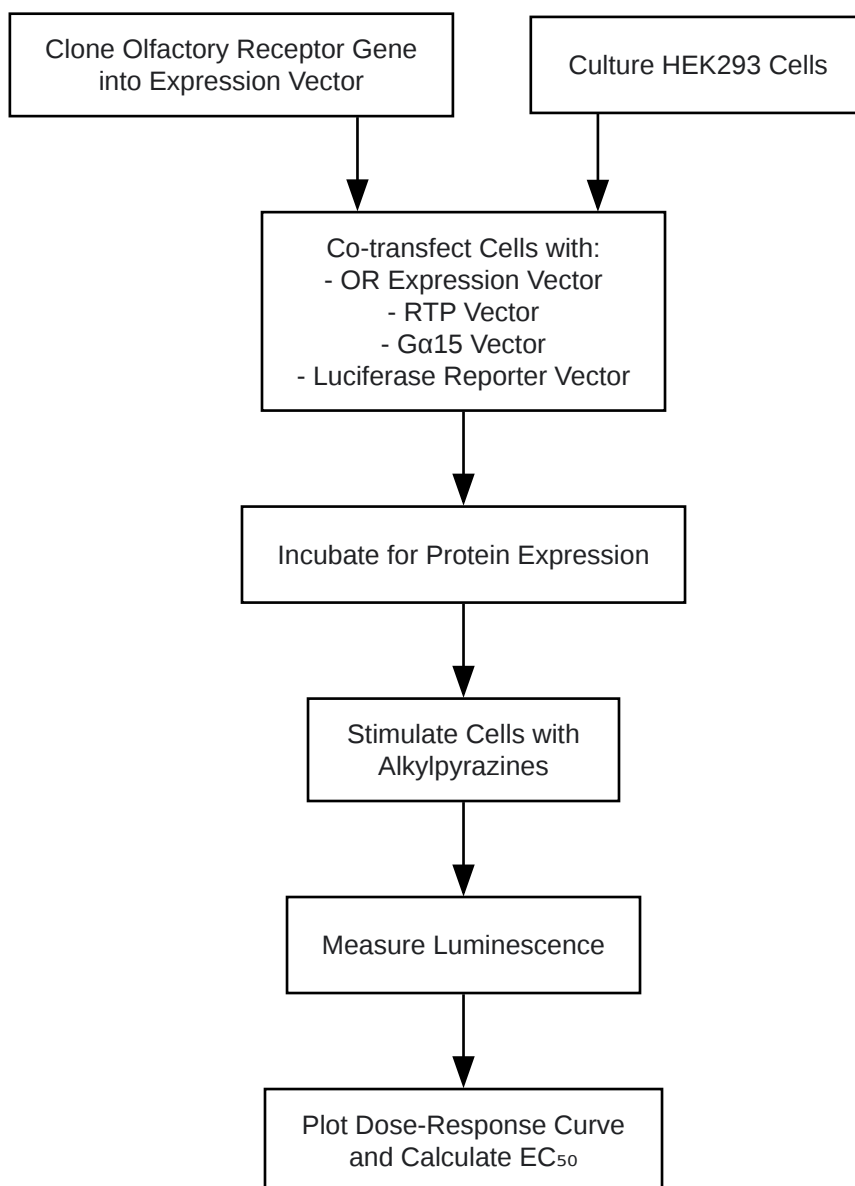 Clone Olfactory Receptor Gene
into Expression Vector
Culture HEK293 Cells
Co-transfect Cells with:
- OR Expression Vector
- RTP Vector
- Gα15 Vector
- Luciferase Reporter Vector
Incubate for Protein Expression
Stimulate Cells with
Alkylpyrazines
Measure Luminescence
Plot Dose-Response Curve
and Calculate EC₅₀